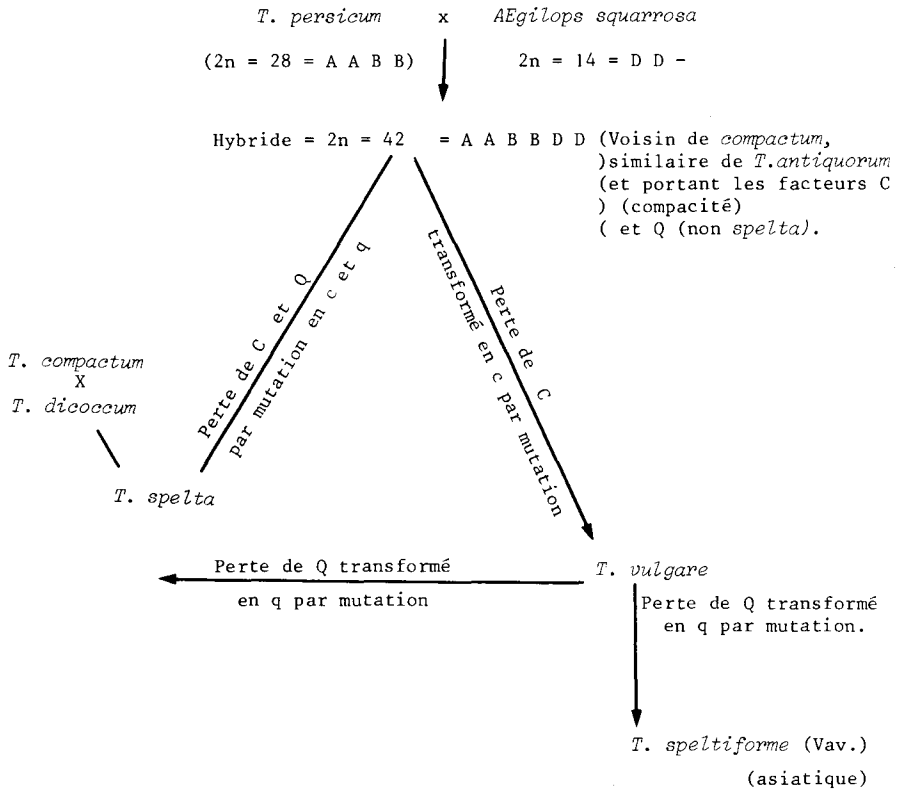 T. persicum x AEgilops squarrosa
(2n = 28 = A A B B) 2n = 14 = D D -
Hybride = 2n = 42 = A A B B D D (Voisin de compactum,
)similaire de T.antiquorum
(et portant les facteurs C
) (compacité)
( et Q (non spelta).
Perte de C et Q
par mutation en c et q
Perte de C
transformé en c par mutation
T. compactum
X
T. dicoccum
T. spelta
Perte de Q transformé
en q par mutation
T. vulgare
Perte de Q transformé
en q par mutation.
T. speltiforme (Vav.)
(asiatique)